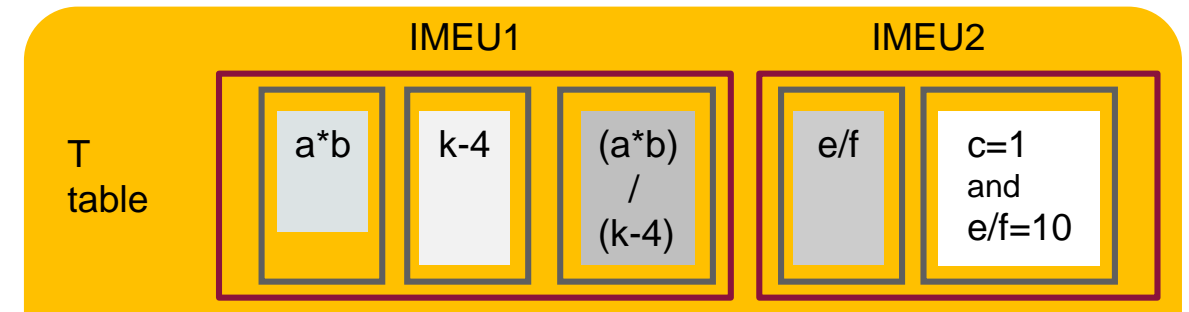 IMEU1
IMEU2
T
table
a*b
k-4
(a*b)
/
(k-4)
e/f
c=1
and
e/f=10